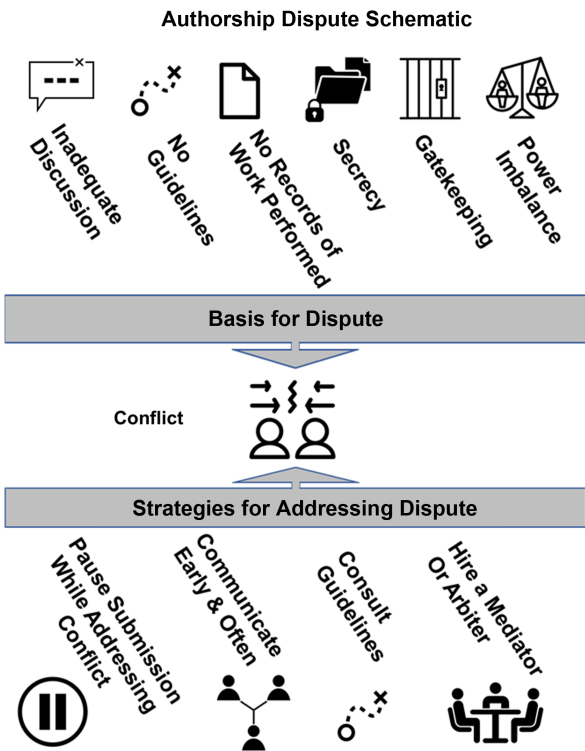 Authorship Dispute Schematic
Inadequate
Discussion
No
Guidelines
No Records of
Work Performed
Secrecy
Gatekeeping
Power
Imbalance
Basis for Dispute
Conflict
Strategies for Addressing Dispute
Pause Submission
While Addressing
Conflict
Communicate
Early & Often
Consult
Guidelines
Hire a Mediator
Or Arbiter